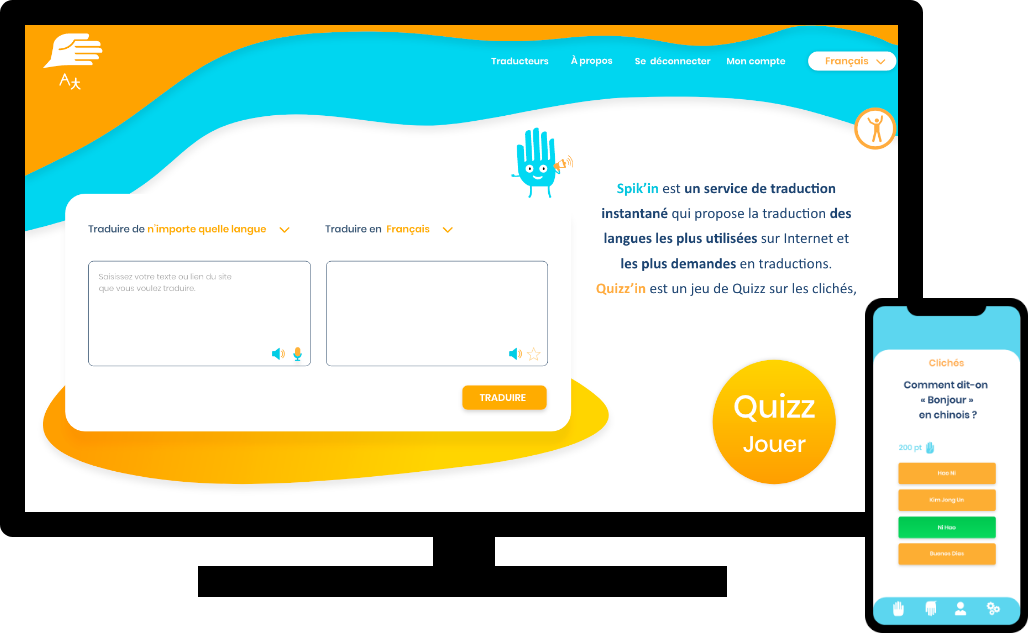 A文
Traducteurs À propos Se déconnecter Mon compte Français
Spik'in est un service de traduction
instantané qui propose la traduction des
langues les plus utilisées sur Internet et
les plus demandes en traductions.
Quizz'in est un jeu de Quizz sur les clichés,
Traduire de n'importe quelle langue
Traduire en Français
Saisissez votre texte ou lien du site
que vous voulez traduire.
TRADUIRE
Quizz
Jouer
Clichés
Comment dit-on
« Bonjour »
en chinois ?
200 pt
Hao Ni
Kim Jong Un
Ni Hao
Buenos Dias